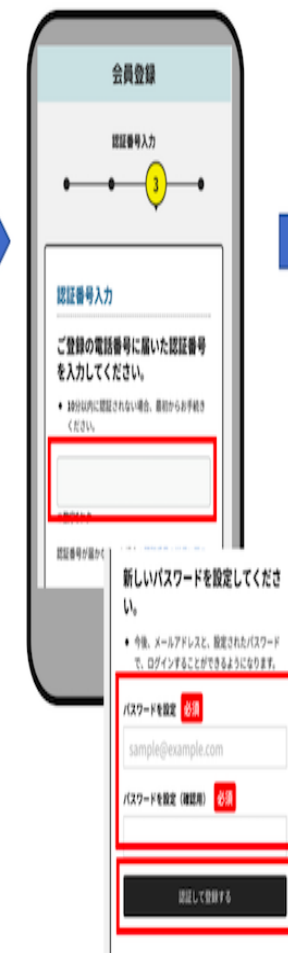 会員登録
認証番号入力
3
認証番号入力
ご登録の電話番号に届いた認証番号
を入力してください。
• 10分以内に認証されない場合、最初からお手続き
ください。
認証番号が届か
新しいパスワードを設定してくださ
い。
• 今後、メールアドレスと、設定されたパスワード
で、ログインすることができるようになります。
パスワードを設定 必須
sample@example.com
パスワードを設定（確認用） 必須
認証して登録する